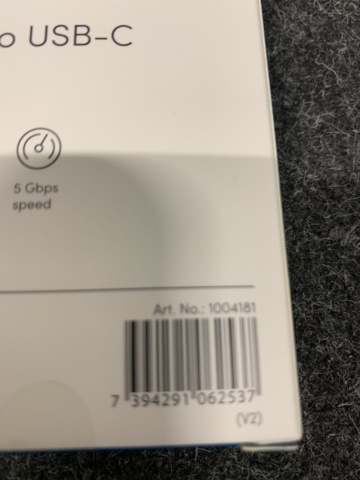 o USB-C
5 Gbps
speed
Art. No.: 1004181
7 394291 062537
(V2)